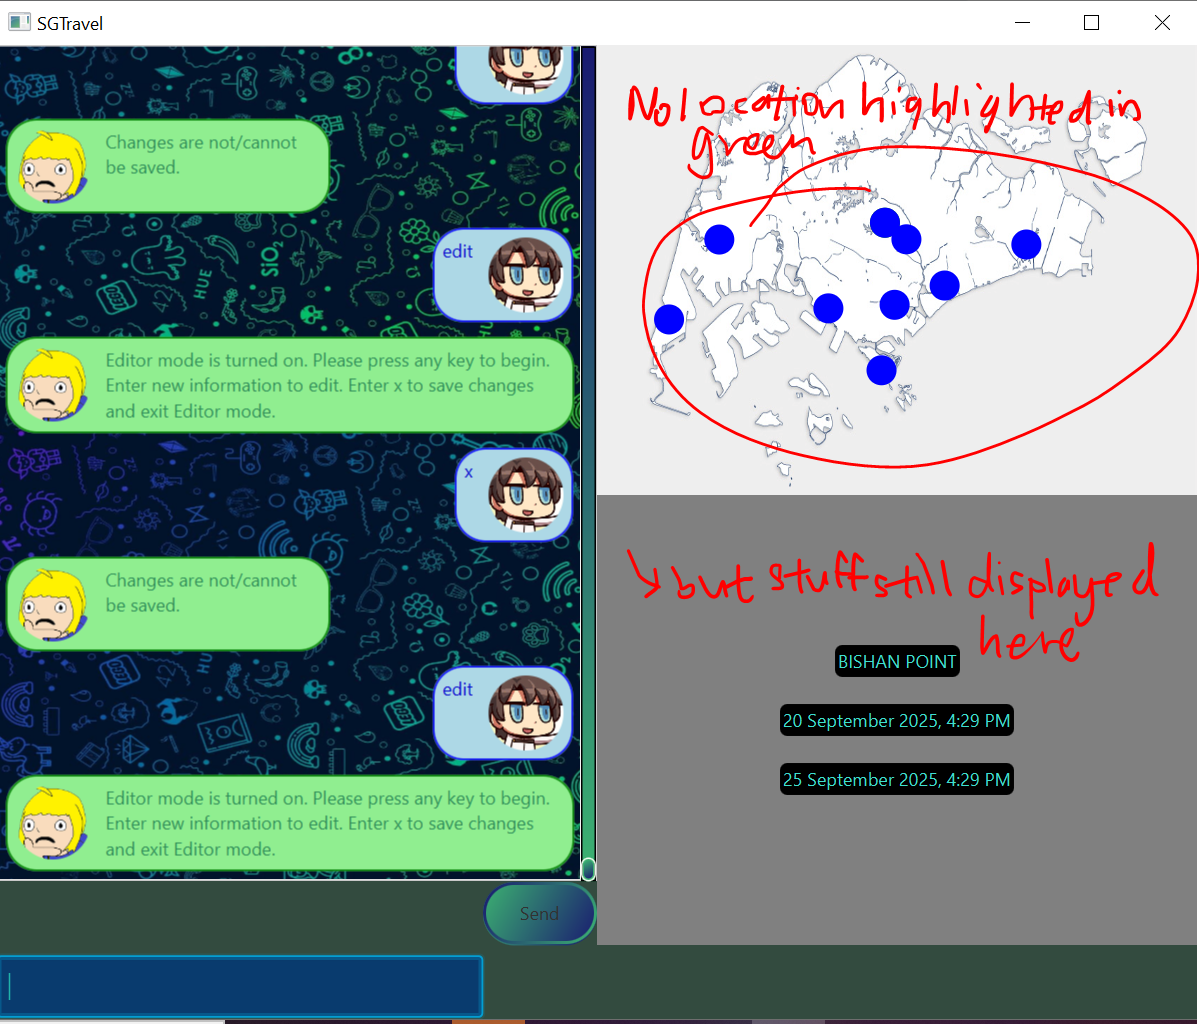 SGTravel
Changes are not/cannot
be saved.
edit
Editor mode is turned on. Please press any key to begin.
Enter new information to edit. Enter x to save changes
and exit Editor mode.
x
Changes are not/cannot
be saved.
edit
Editor mode is turned on. Please press any key to begin.
Enter new information to edit. Enter x to save changes
and exit Editor mode.
Send
No location highlighted in
green
but stuff still displayed
here
BISHAN POINT
20 September 2025, 4:29 PM
25 September 2025, 4:29 PM
HUE
SiO2